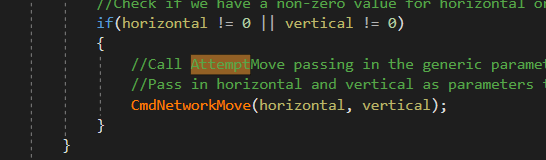 //Check if we have a non-zero value for horizontal or
if(horizontal != 0 || vertical != 0)
{
//Call AttemptMove passing in the generic parame
//Pass in horizontal and vertical as parameters
CmdNetworkMove(horizontal, vertical);
}
}